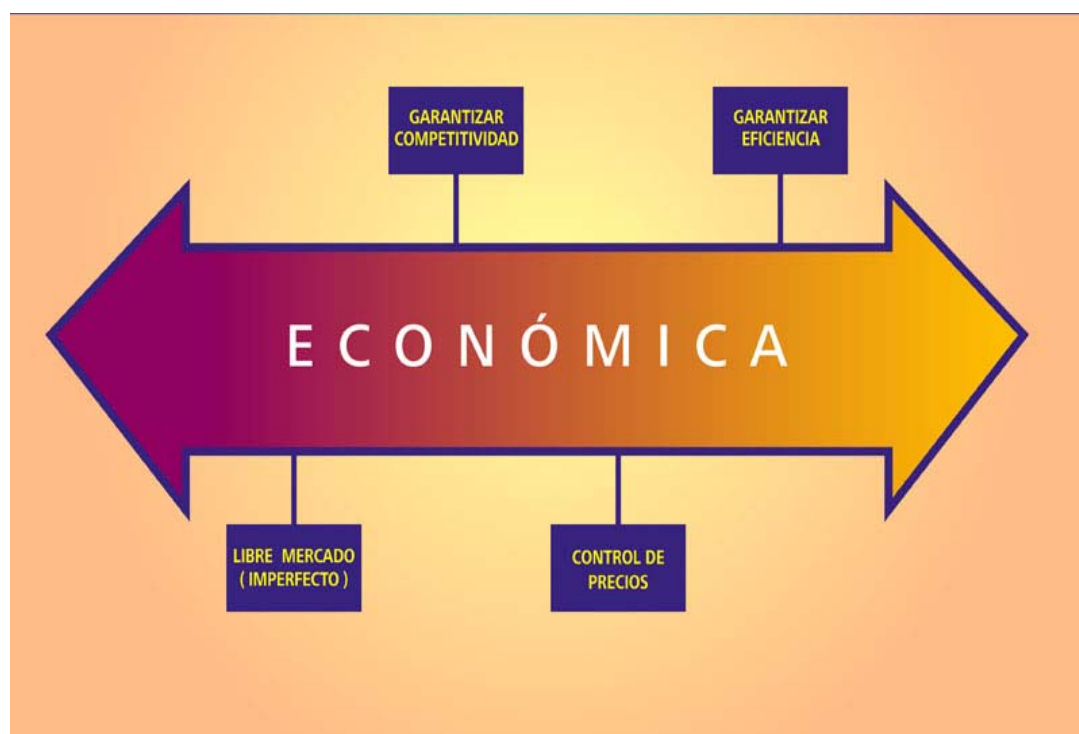 GARANTIZAR
COMPETITIVIDAD
GARANTIZAR
EFICIENCIA
ECONÓMICA
LIBRE MERCADO
( IMPERFECTO )
CONTROL DE
PRECIOS